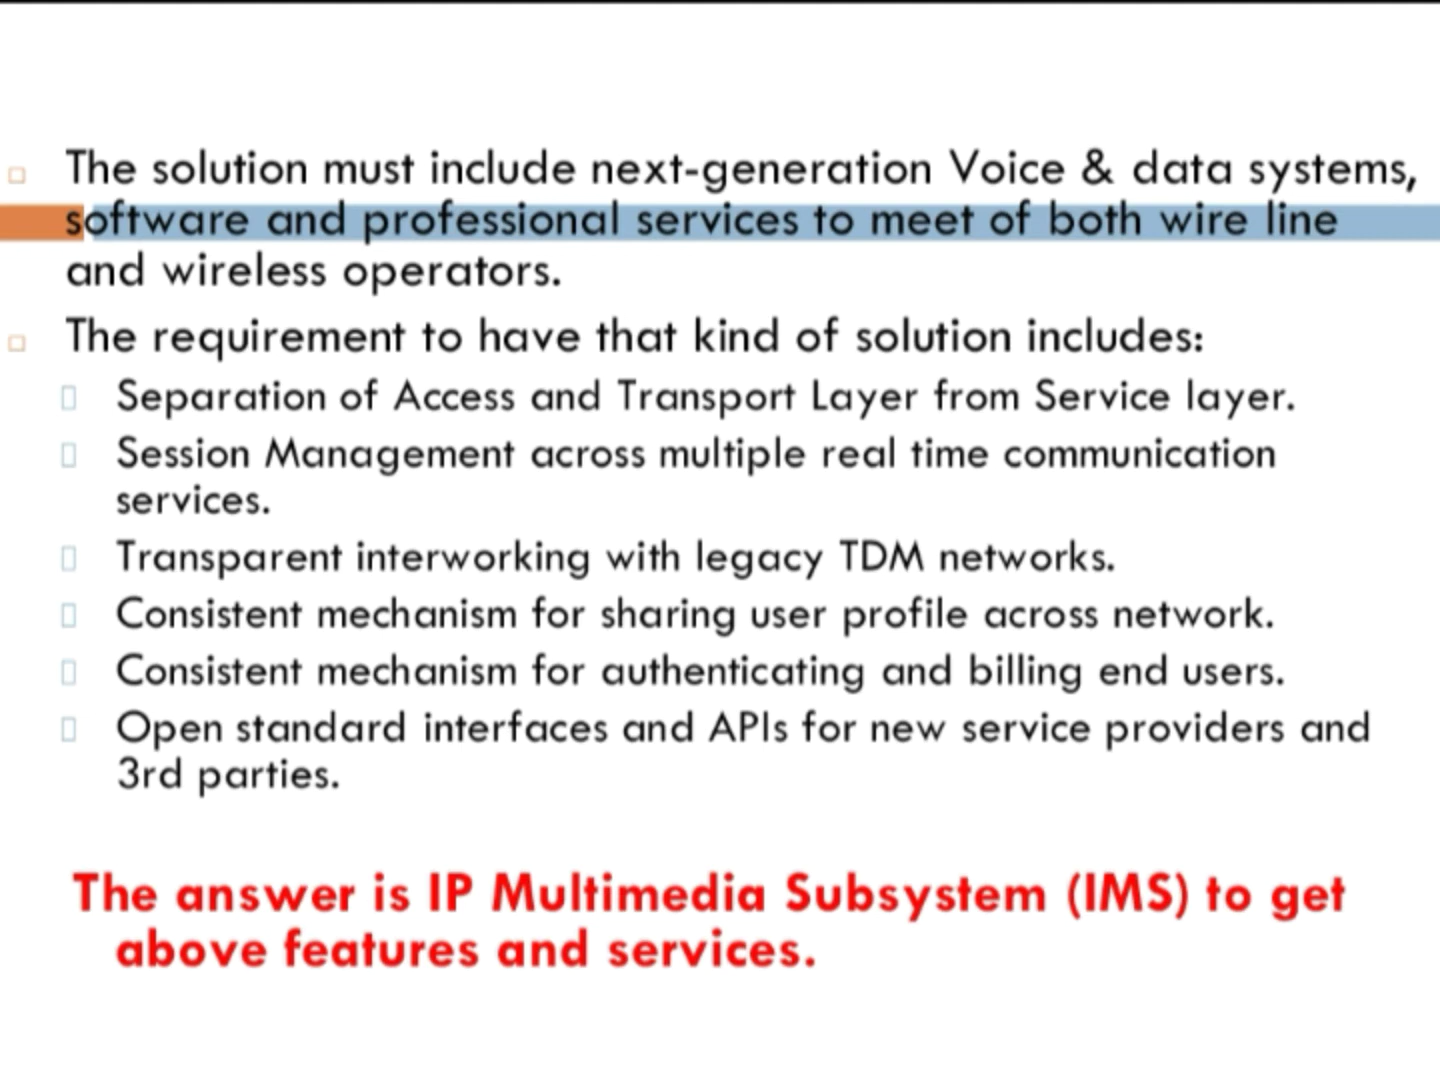 The solution must include next-generation Voice & data systems,
software and professional services to meet of both wire line
and wireless operators.
The requirement to have that kind of solution includes:
Separation of Access and Transport Layer from Service layer.
Session Management across multiple real time communication
services.
Transparent interworking with legacy TDM networks.
Consistent mechanism for sharing user profile across network.
Consistent mechanism for authenticating and billing end users.
Open standard interfaces and APIs for new service providers and
3rd parties.
The answer is IP Multimedia Subsystem (IMS) to get
above features and services.